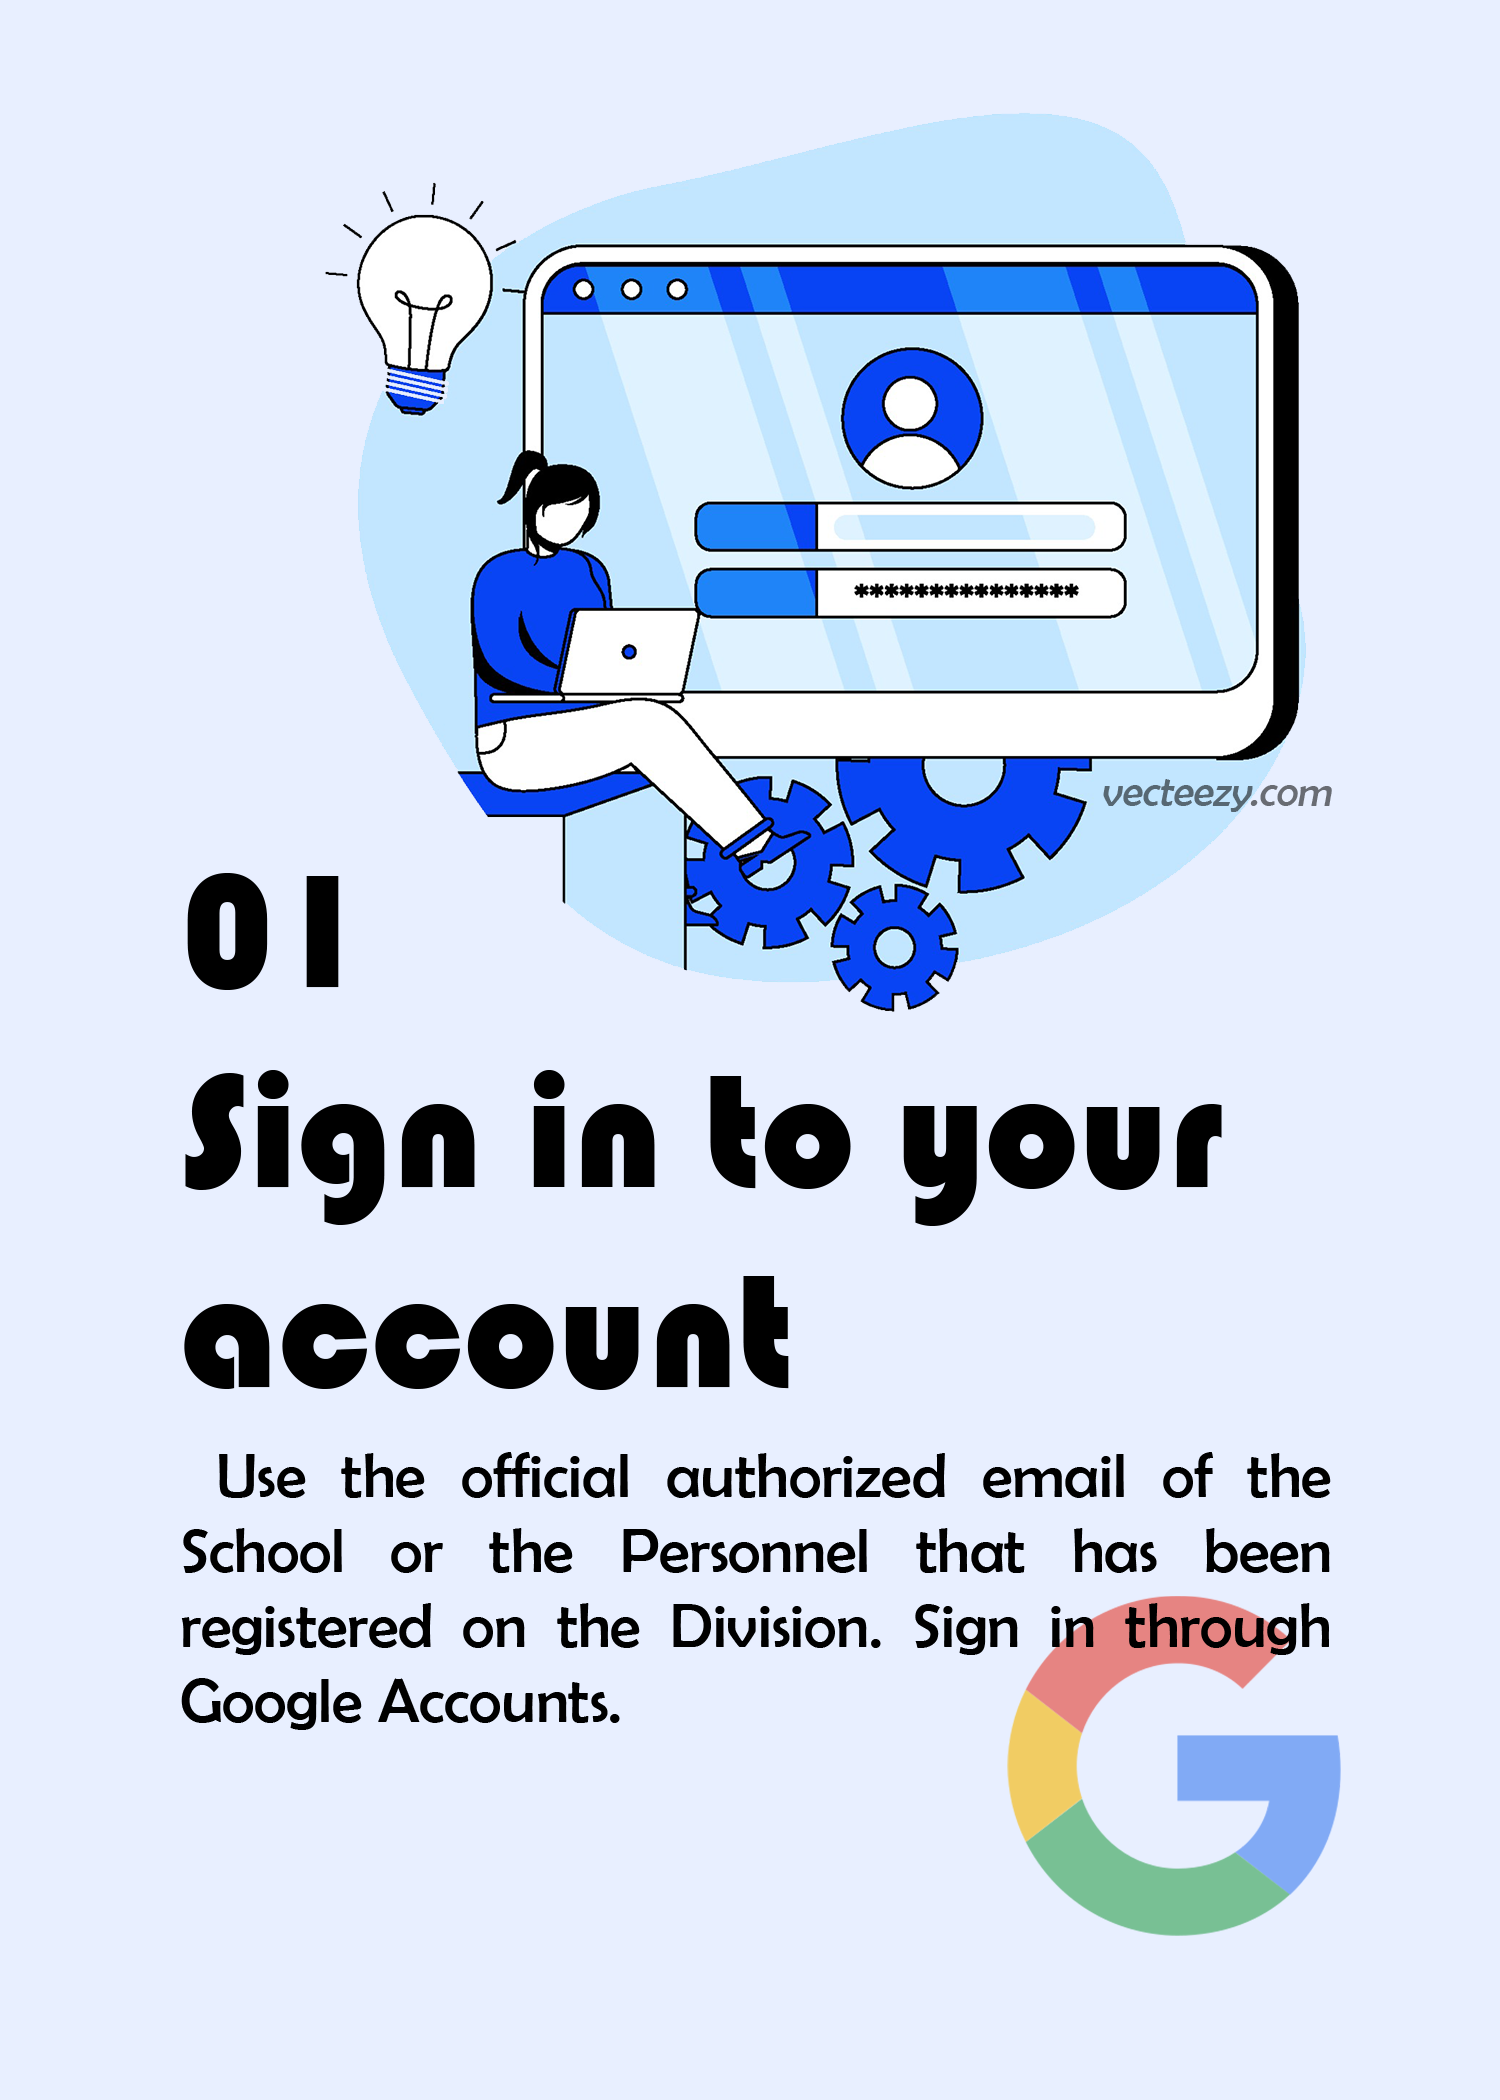 ***************
vecteezy.com
01
Sign in to your
account
Use the official authorized email of the
School or the Personnel that has been
registered on the Division. Sign in through
Google Accounts.
G